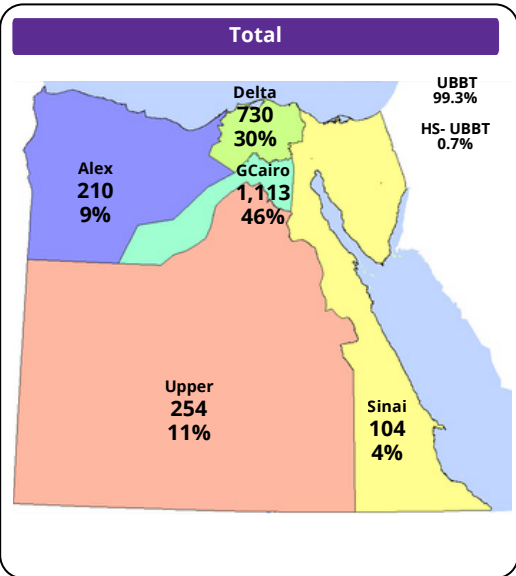 Total
UBBT
99.3%
HS- UBBT
0.7%
Delta
730
30%
Alex
210
9%
GCairo
1,113
46%
Upper
254
11%
Sinai
104
4%